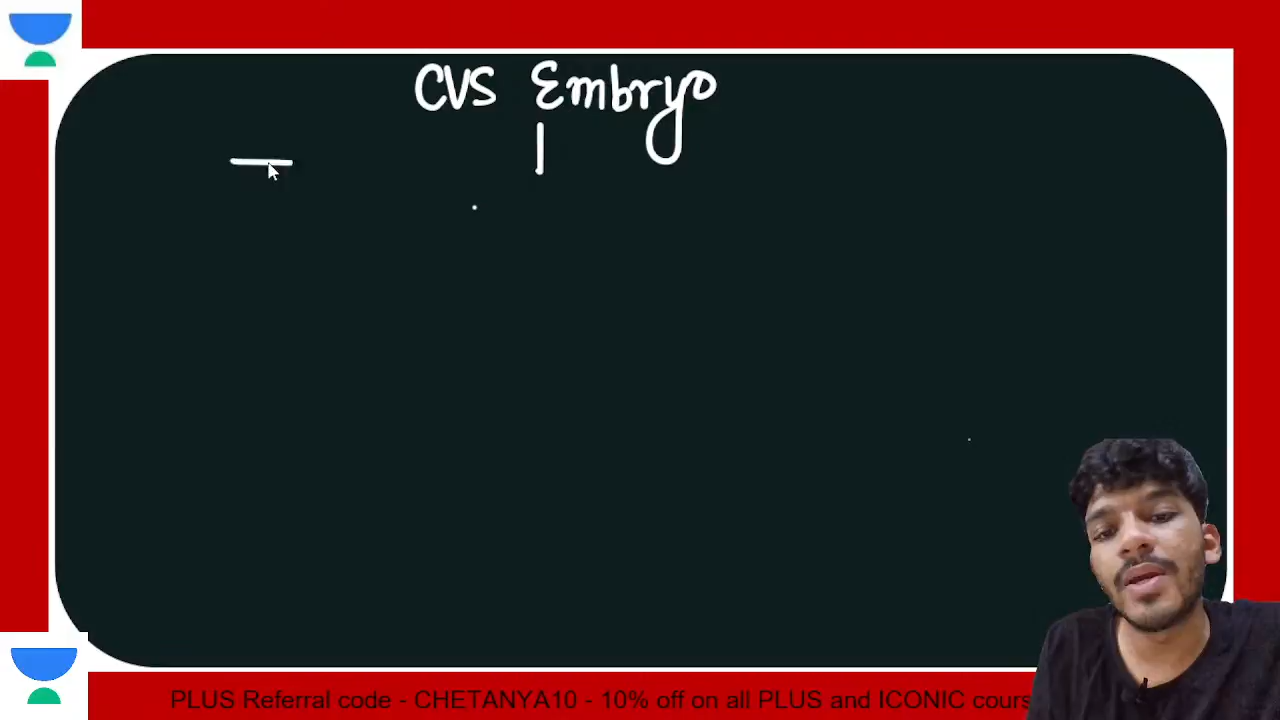 CVS Embryo
PLUS Referral code - CHETANYA10 - 10% off on all PLUS and ICONIC cours